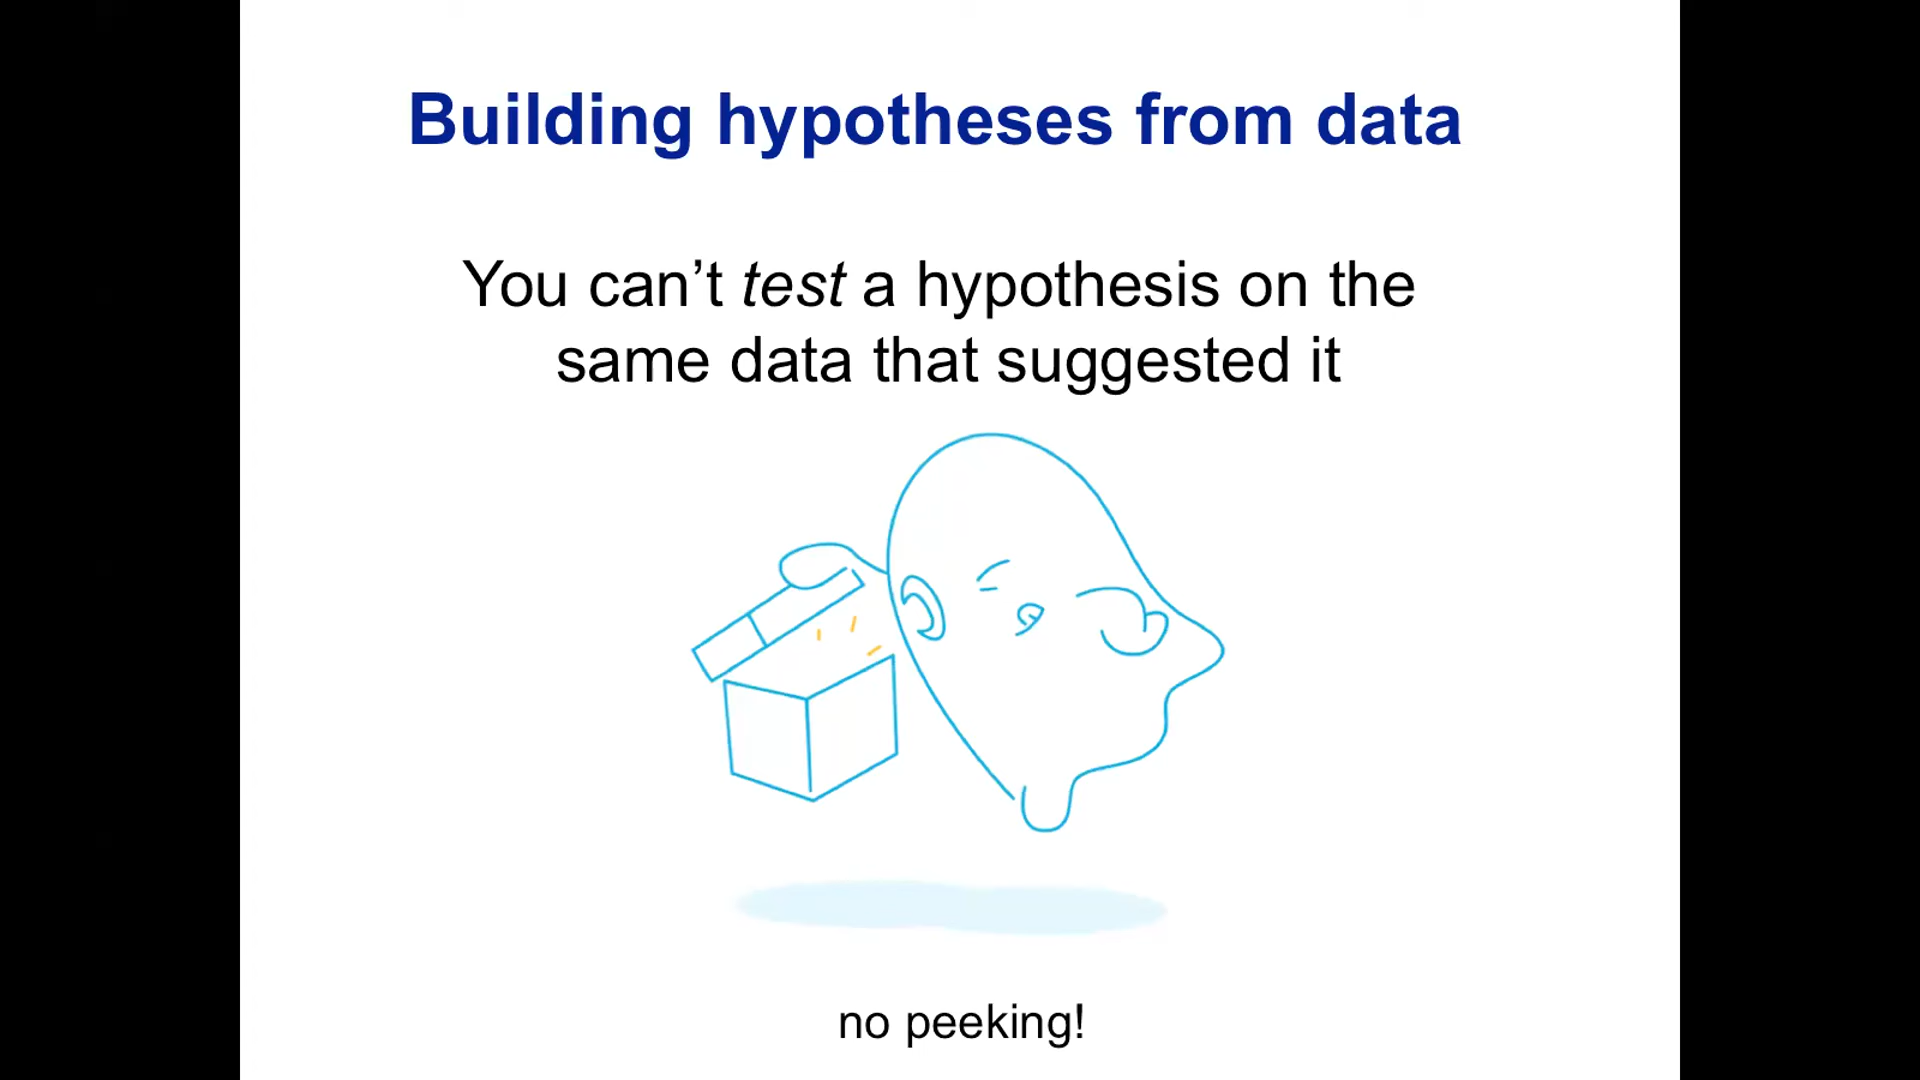 Building hypotheses from data
You can’t test a hypothesis on the
same data that suggested it
no peeking!